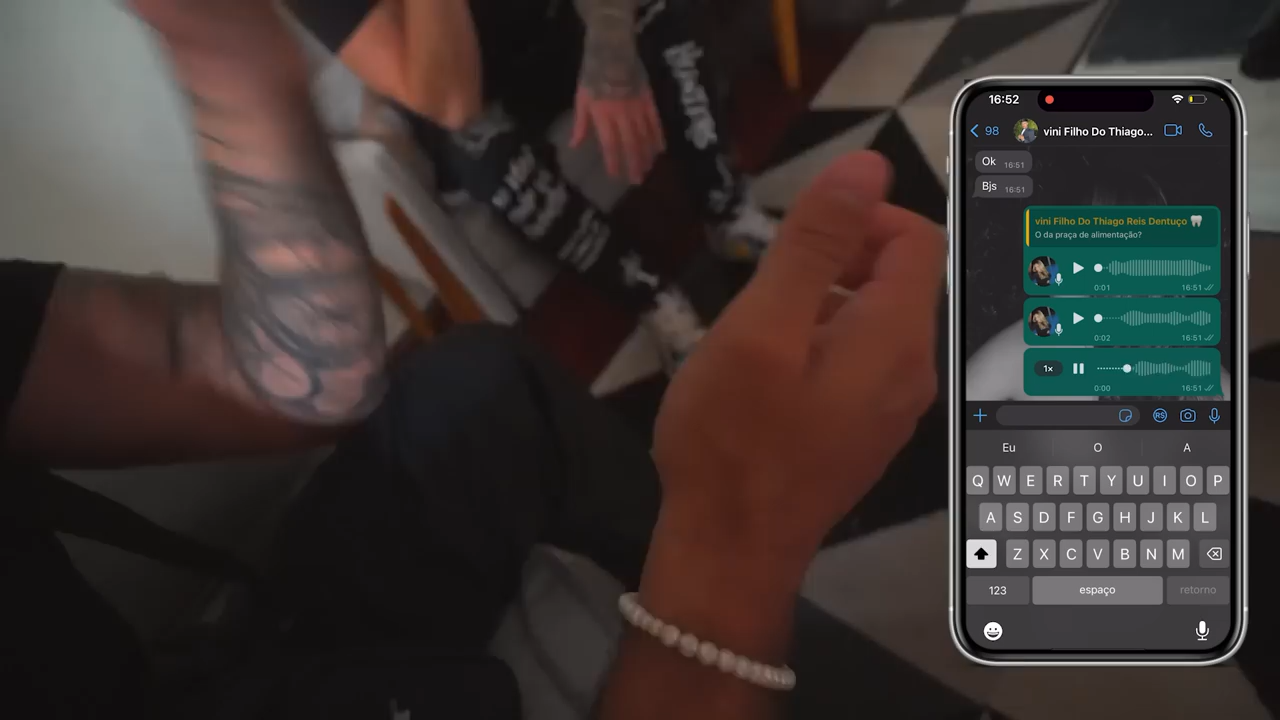 16:52
98
vini Filho Do Thiago...
Ok 16:51
Bjs 16:51
vini Filho Do Thiago Reis Dentuço 🦷
O da praça de alimentação?
0:01 16:51
0:02 16:51
1x
0:00 16:51
RS
Eu O A
Q W E R T Y U I O P
A S D F G H J K L
Z X C V B N M
123 espaço retorno